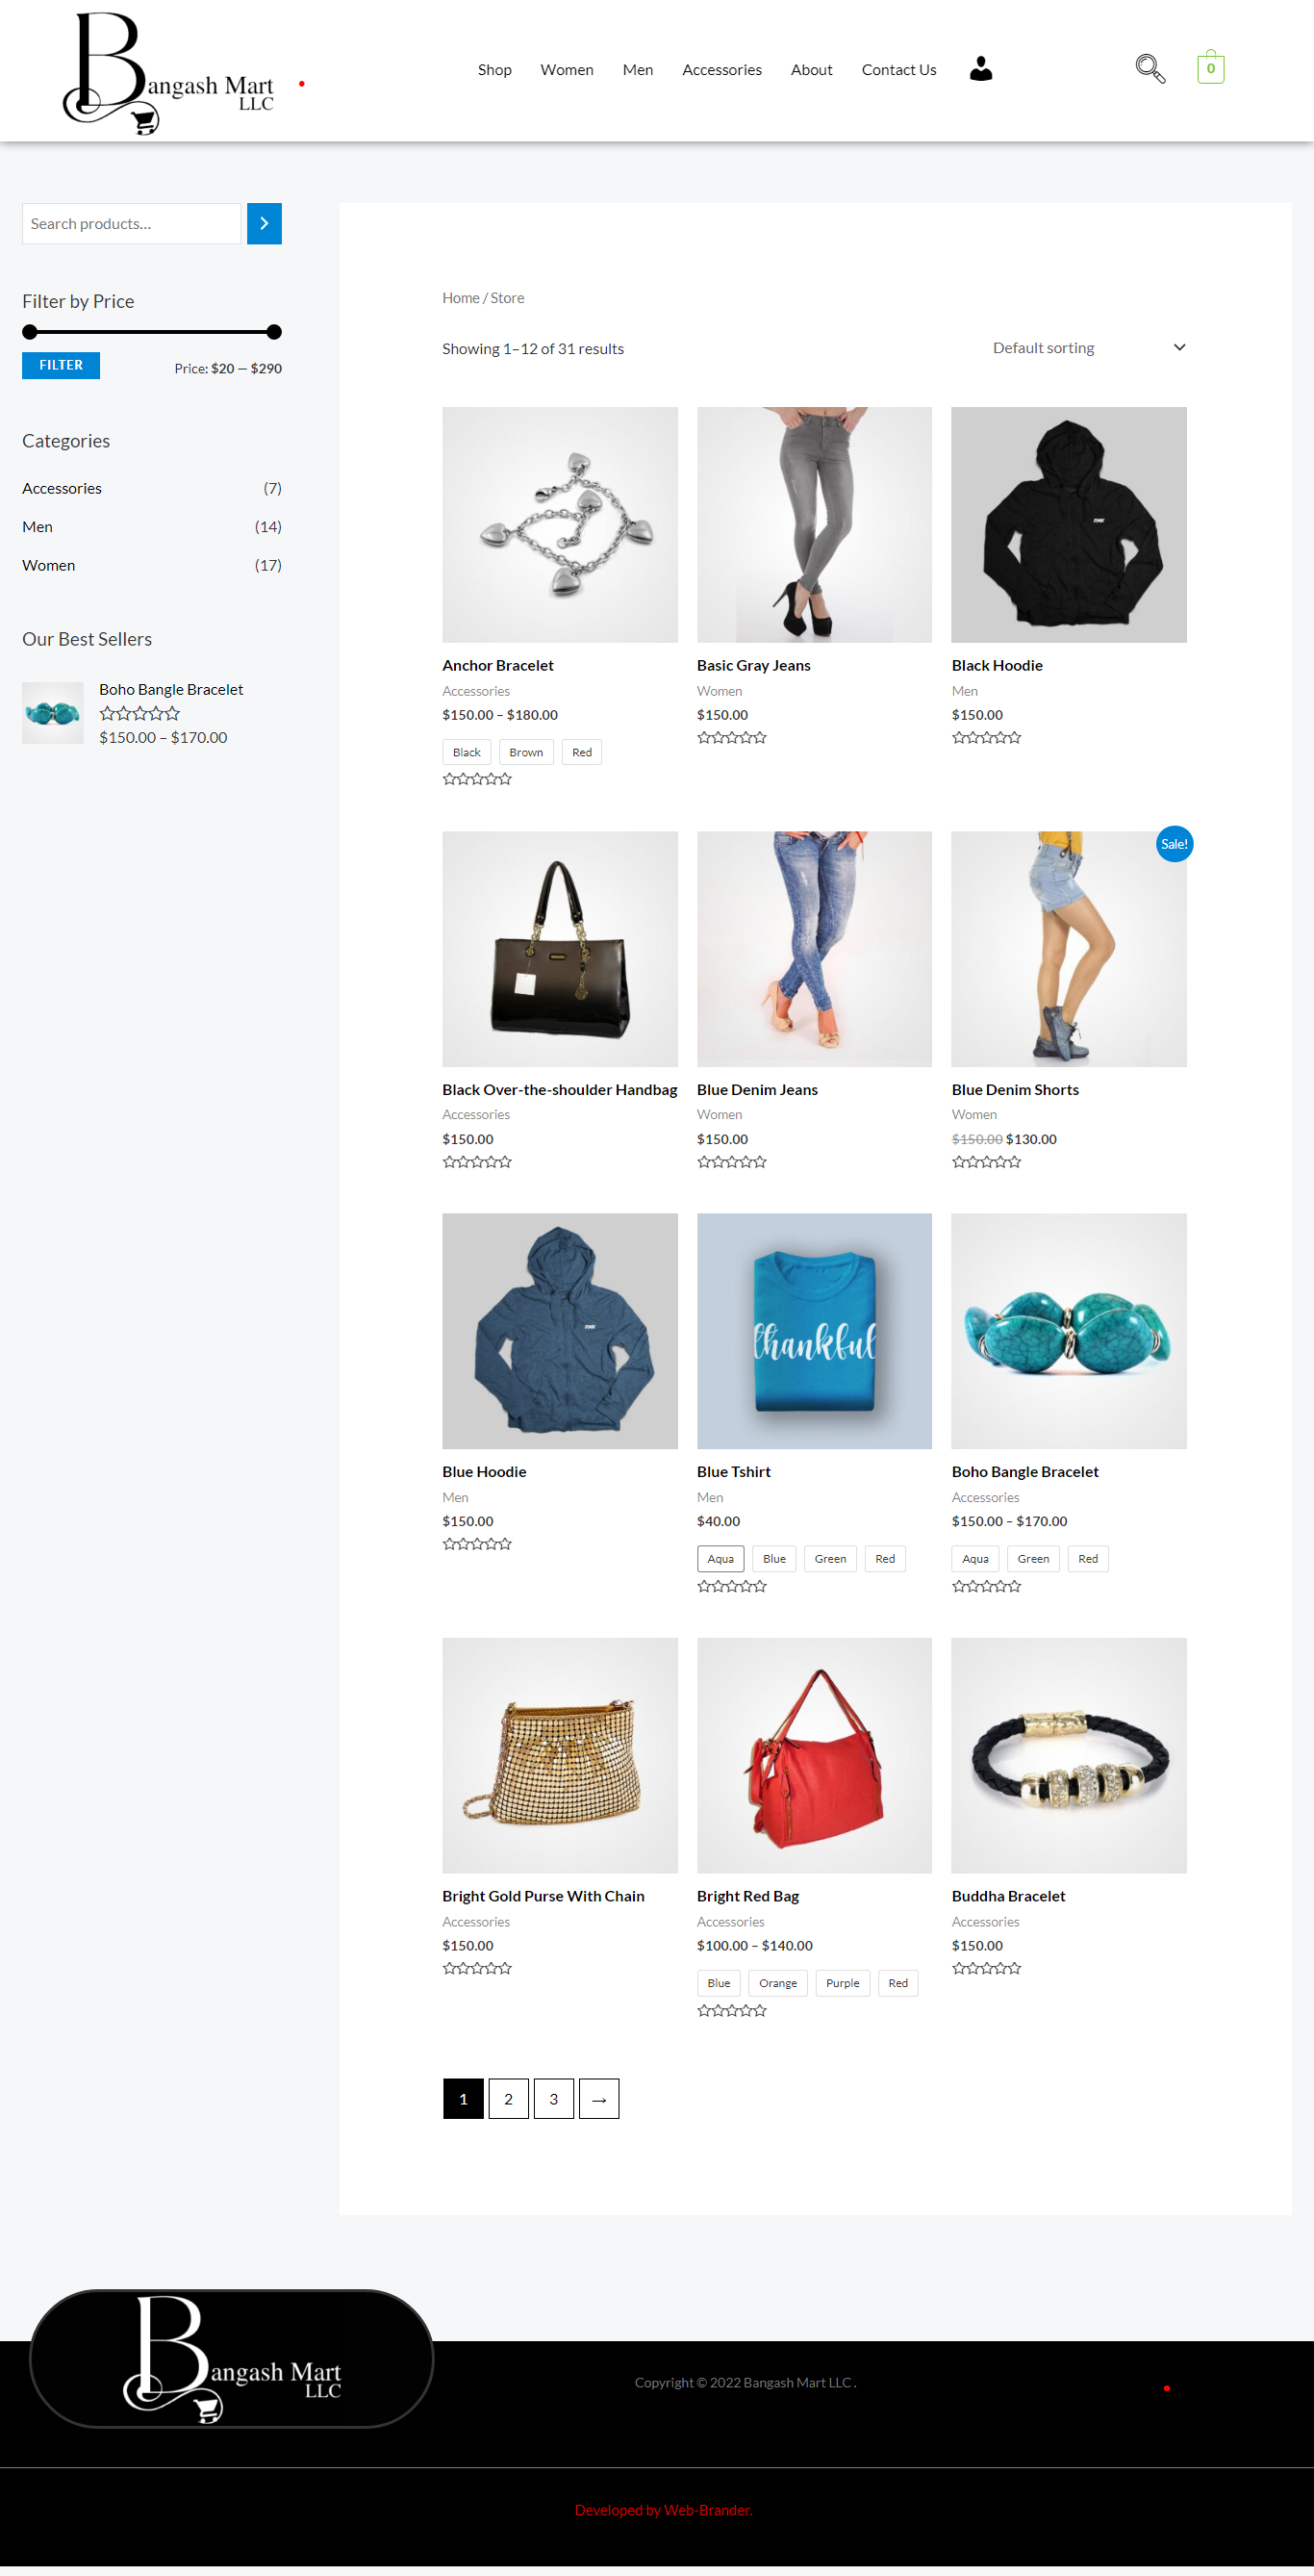 Bangash Mart
LLC
Shop
Women
Men
Accessories
About
Contact Us
0
Search products...
Filter by Price
FILTER
Price: $20 — $290
Categories
Accessories (7)
Men (14)
Women (17)
Our Best Sellers
Boho Bangle Bracelet
$150.00 – $170.00
Home / Store
Showing 1–12 of 31 results
Default sorting
Anchor Bracelet
Accessories
$150.00 – $180.00
Black Brown Red
Basic Gray Jeans
Women
$150.00
Black Hoodie
Men
$150.00
Black Over-the-shoulder Handbag
Accessories
$150.00
Blue Denim Jeans
Women
$150.00
Sale!
Blue Denim Shorts
Women
$150.00 $130.00
Blue Hoodie
Men
$150.00
thankful
Blue Tshirt
Men
$40.00
Aqua Blue Green Red
Boho Bangle Bracelet
Accessories
$150.00 – $170.00
Aqua Green Red
Bright Gold Purse With Chain
Accessories
$150.00
Bright Red Bag
Accessories
$100.00 – $140.00
Blue Orange Purple Red
Buddha Bracelet
Accessories
$150.00
1 2 3 →
Bangash Mart
LLC
Copyright © 2022 Bangash Mart LLC .
Developed by Web-Brander.